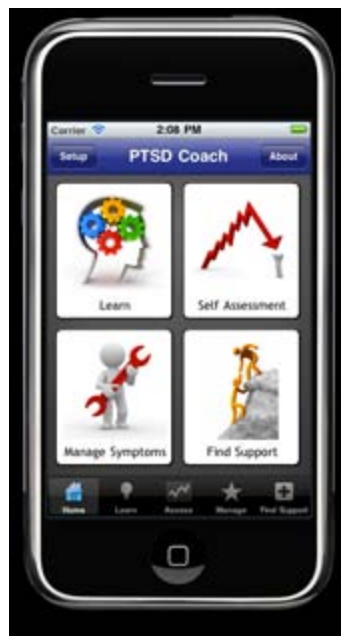 Carrier 2:08 PM
Setup PTSD Coach About
Learn Self Assessment
Manage Symptoms Find Support
Home Learn Assess Manage Find Support